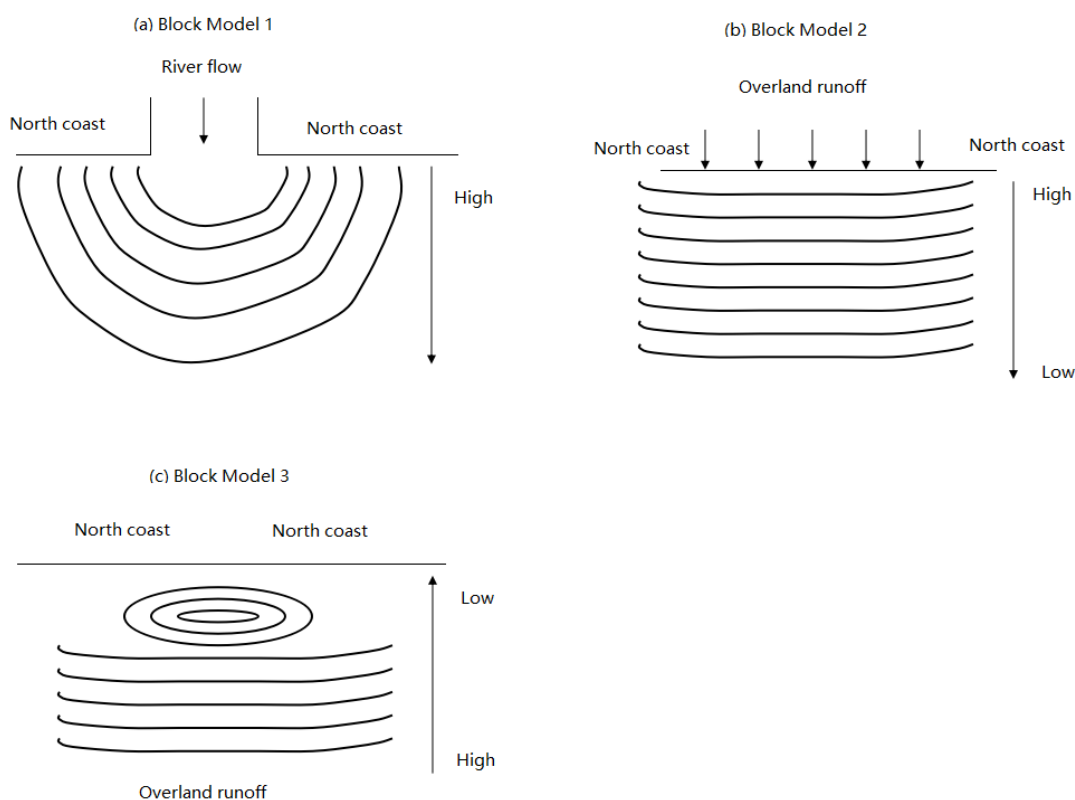 (a) Block Model 1
River flow
North coast
North coast
High
(b) Block Model 2
Overland runoff
North coast
North coast
High
Low
(c) Block Model 3
North coast
North coast
Low
High
Overland runoff